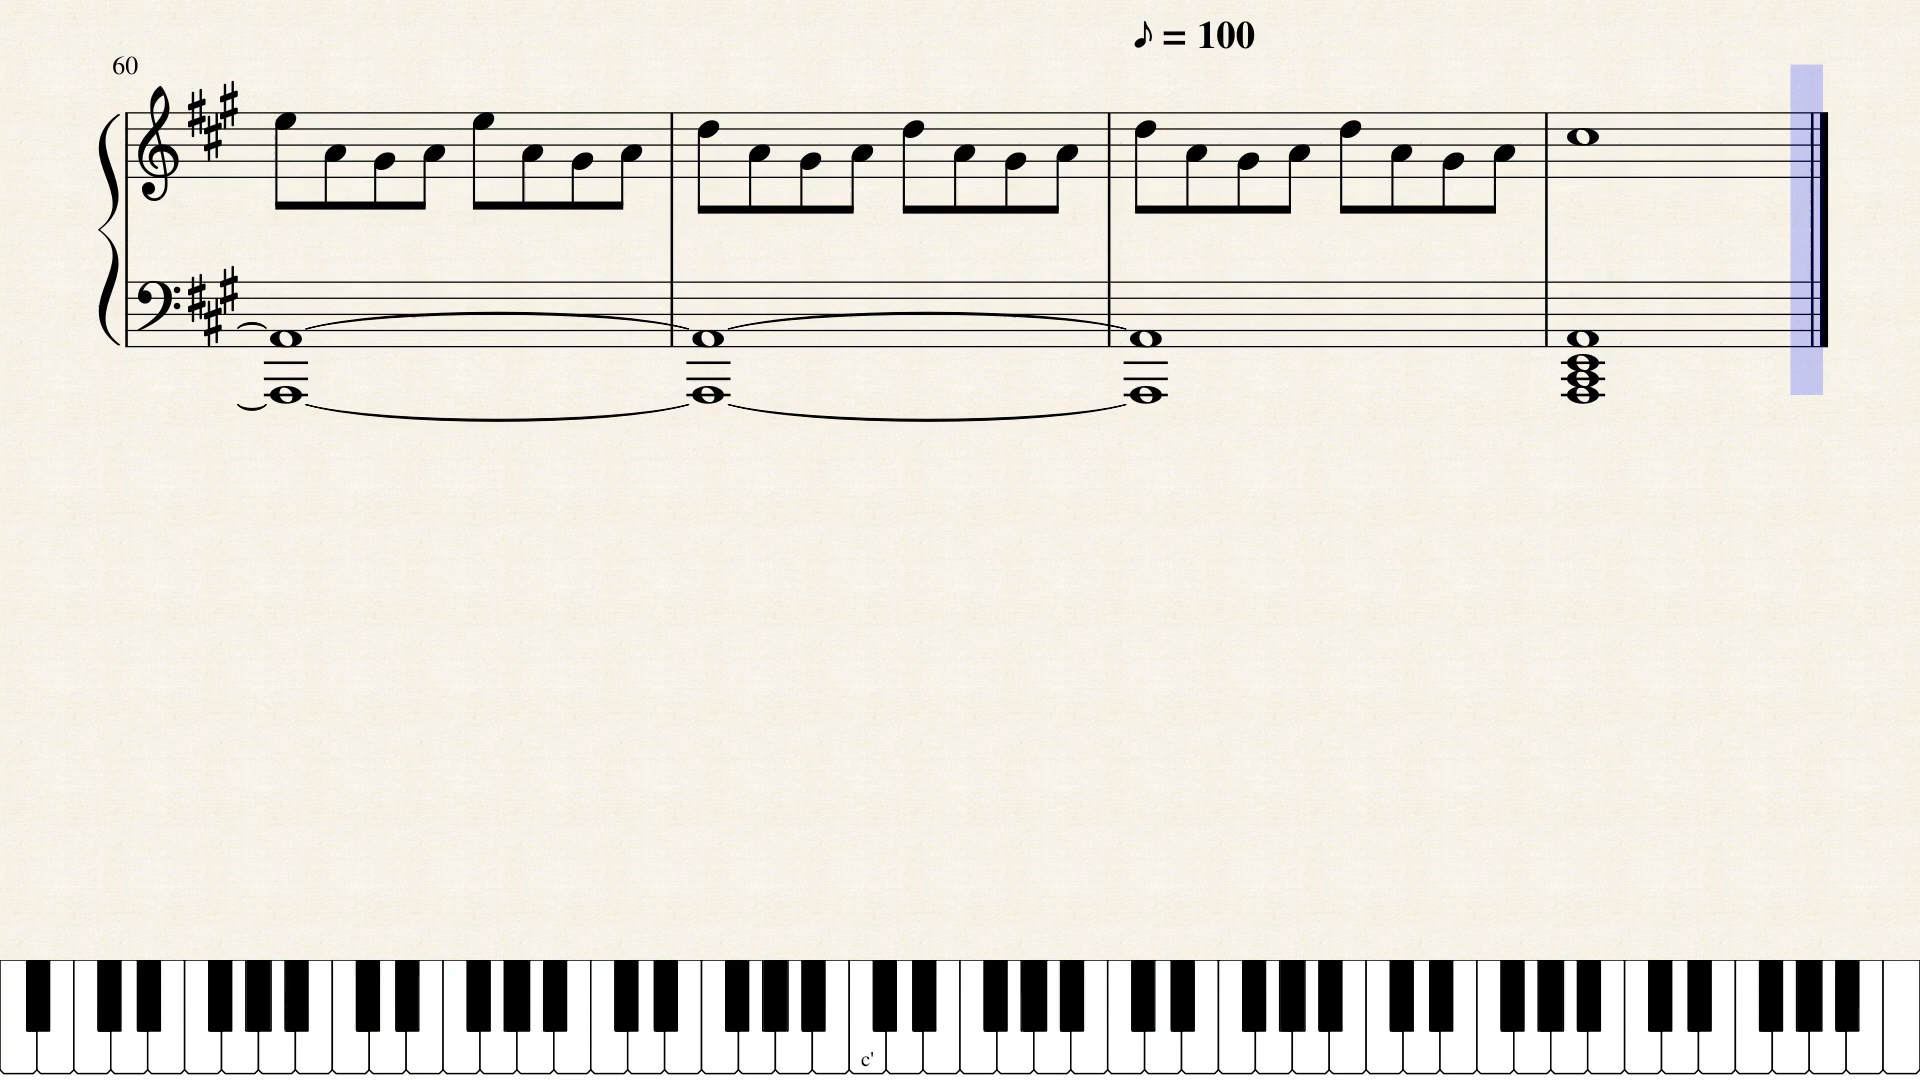 ♪ = 100
60
c'